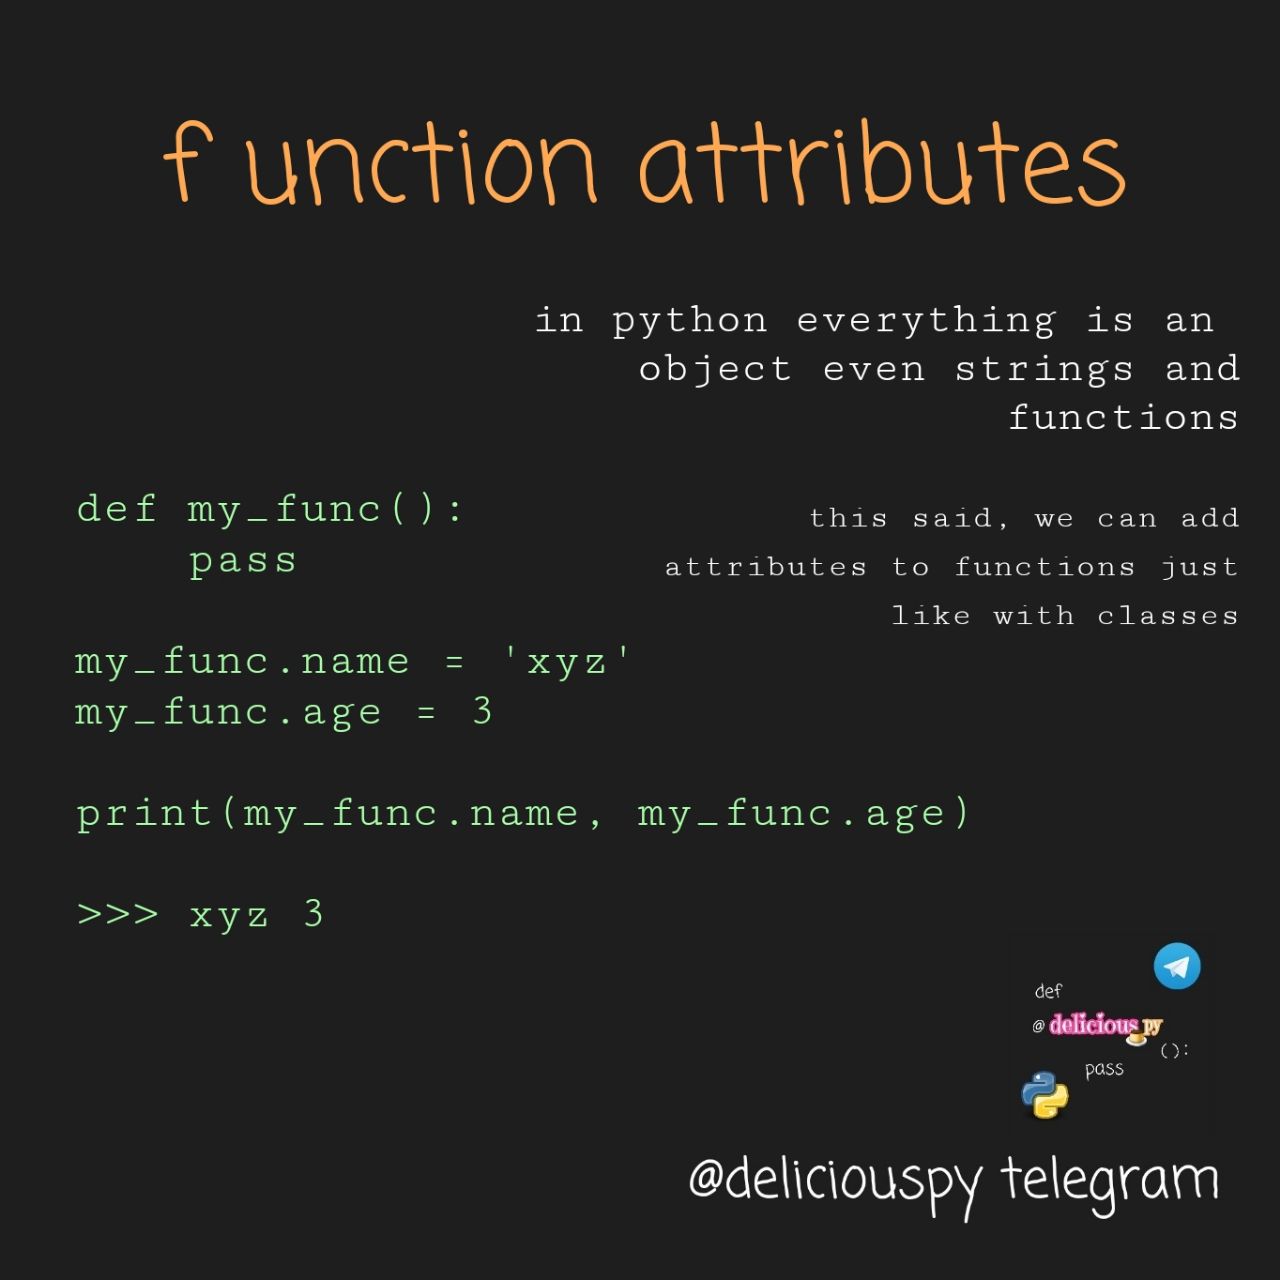 f unction attributes
in python everything is an
object even strings and
functions
def my_func():
    pass
this said, we can add
attributes to functions just
like with classes
my_func.name = 'xyz'
my_func.age = 3
print(my_func.name, my_func.age)
>>> xyz 3
def
@deliciouspy
():
pass
@deliciouspy telegram